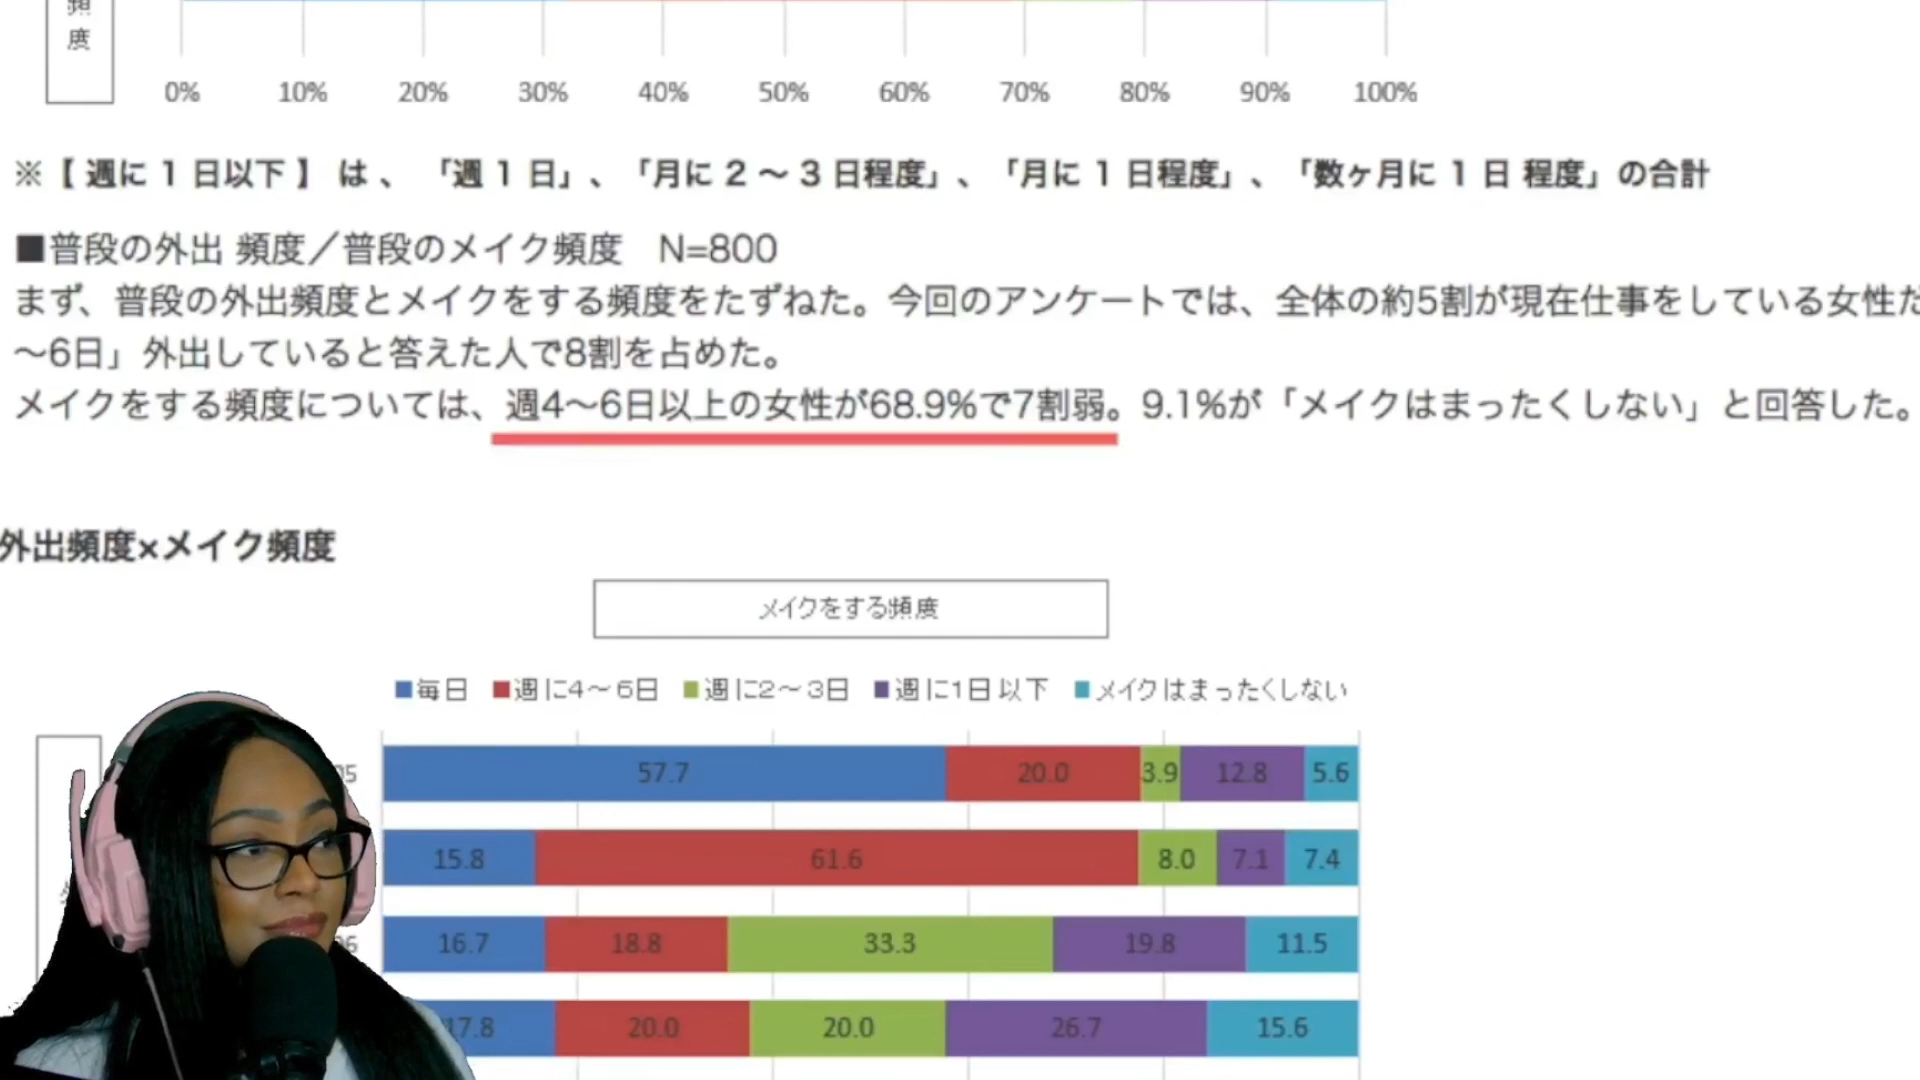 頻
度
0% 10% 20% 30% 40% 50% 60% 70% 80% 90% 100%
※【 週に 1 日以下 】 は 、 「週 1 日」、「月に 2 〜 3 日程度」、「月に 1 日程度」、「数ヶ月に 1 日 程度」の合計
■普段の外出 頻度／普段のメイク頻度　N=800
まず、普段の外出頻度とメイクをする頻度をたずねた。今回のアンケートでは、全体の約5割が現在仕事をしている女性だ
〜6日」外出していると答えた人で8割を占めた。
メイクをする頻度については、週4〜6日以上の女性が68.9%で7割弱。9.1%が「メイクはまったくしない」と回答した。
外出頻度×メイク頻度
メイクをする頻度
■毎日 ■週に4〜6日 ■週に2〜3日 ■週に1日以下 ■メイクはまったくしない
57.7 20.0 3.9 12.8 5.6
15.8 61.6 8.0 7.1 7.4
16.7 18.8 33.3 19.8 11.5
17.8 20.0 20.0 26.7 15.6